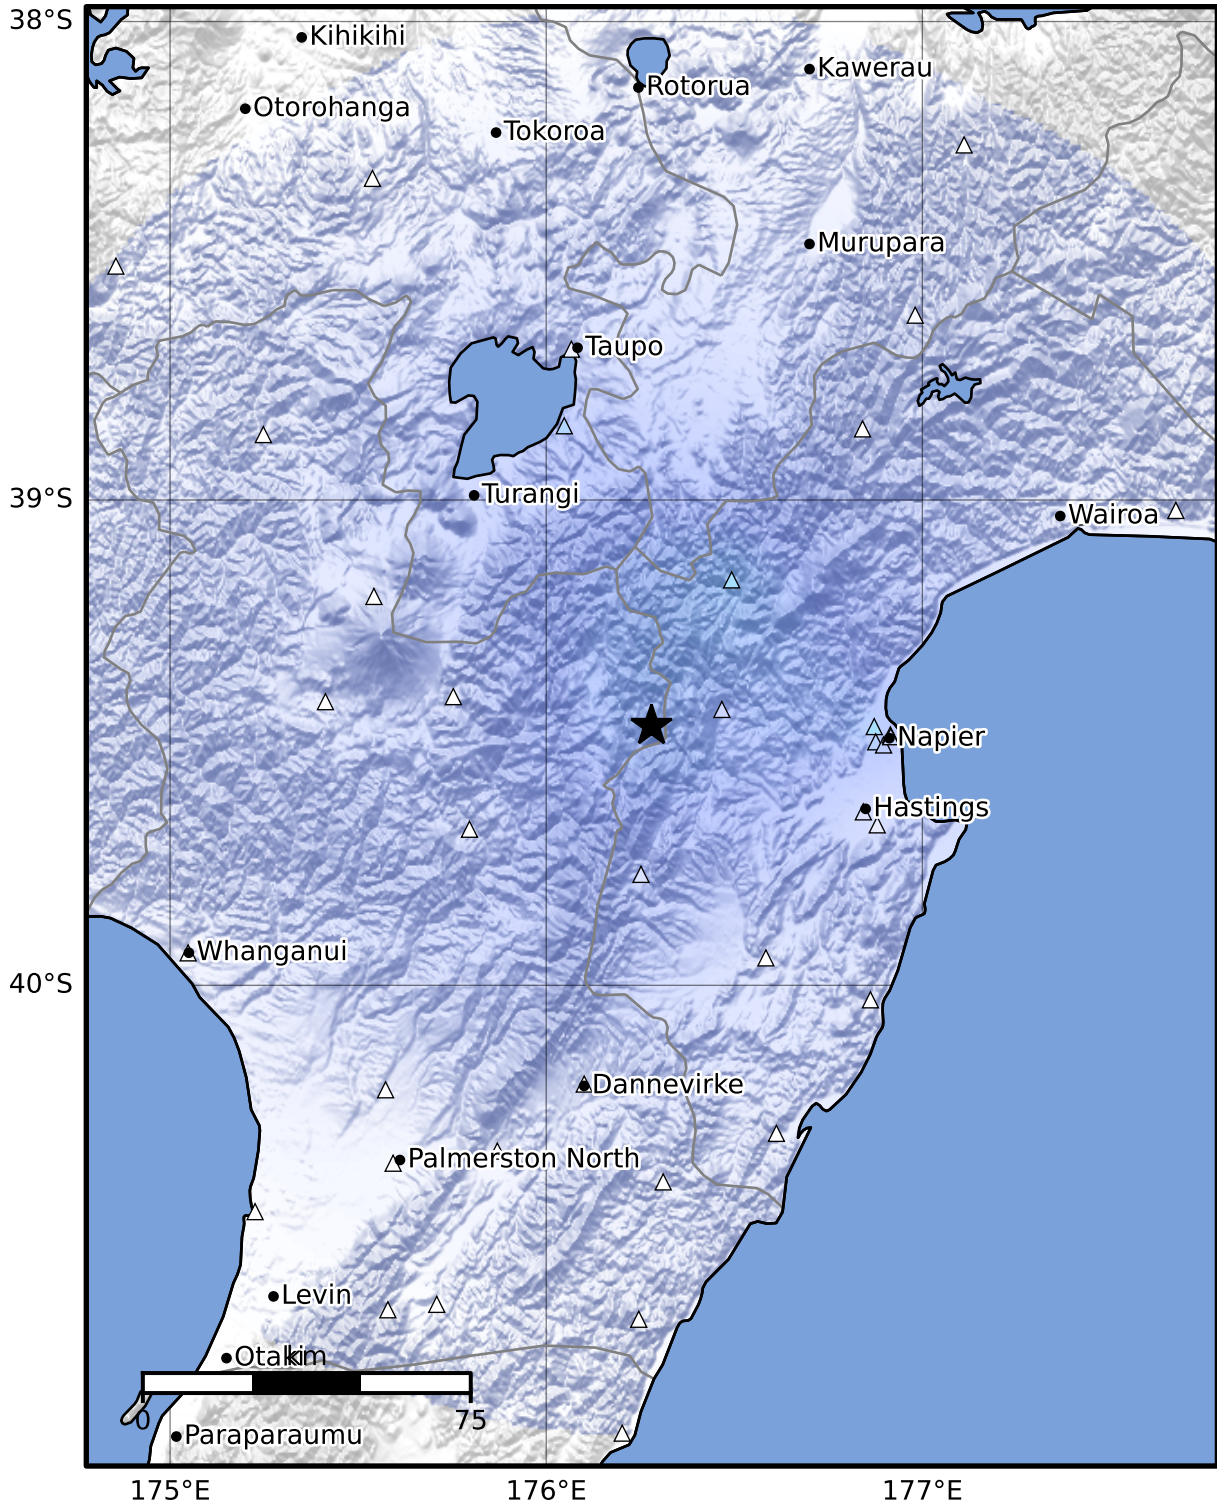 38°S
Kihikihi
Kawerau
Rotorua
Otorohanga
Tokoroa
Murupara
Taupo
Turangi
39°S
Wairoa
Napier
Hastings
Whanganui
40°S
Dannevirke
Palmerston North
Levin
Otaki
km
0
75
Paraparaumu
175°E
176°E
177°E